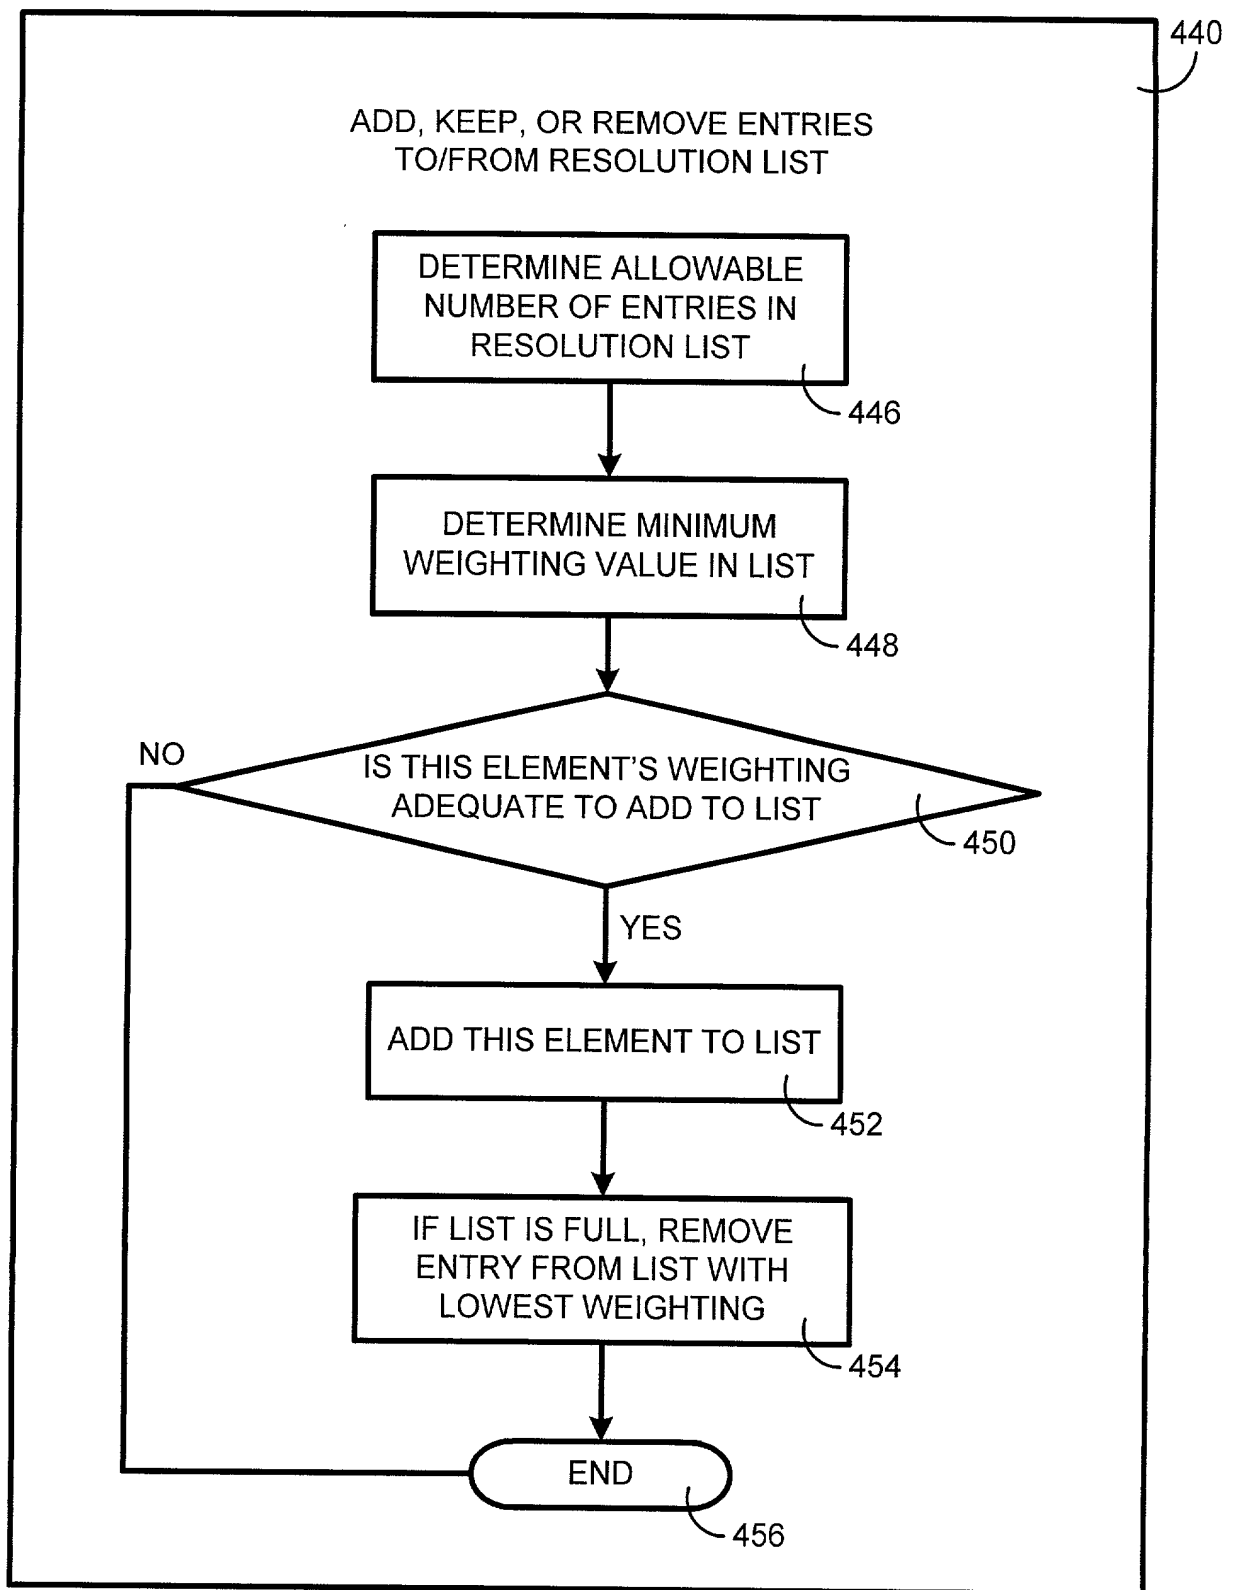 440
ADD, KEEP, OR REMOVE ENTRIES
TO/FROM RESOLUTION LIST
DETERMINE ALLOWABLE
NUMBER OF ENTRIES IN
RESOLUTION LIST
446
DETERMINE MINIMUM
WEIGHTING VALUE IN LIST
448
NO
IS THIS ELEMENT'S WEIGHTING
ADEQUATE TO ADD TO LIST
450
YES
ADD THIS ELEMENT TO LIST
452
IF LIST IS FULL, REMOVE
ENTRY FROM LIST WITH
LOWEST WEIGHTING
454
END
456